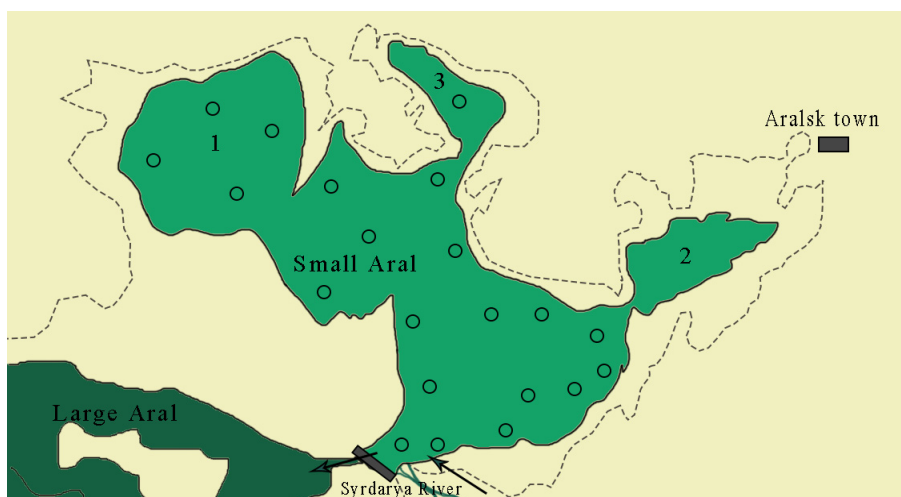 3
Aralsk town
1
2
Small Aral
Large Aral
Syrdarya River